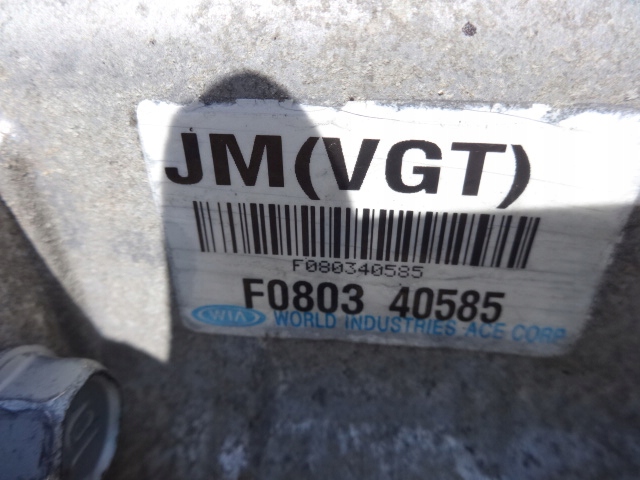 JM(VGT)
F080340585
F0803 40585
WIA WORLD INDUSTRIES ACE CORP